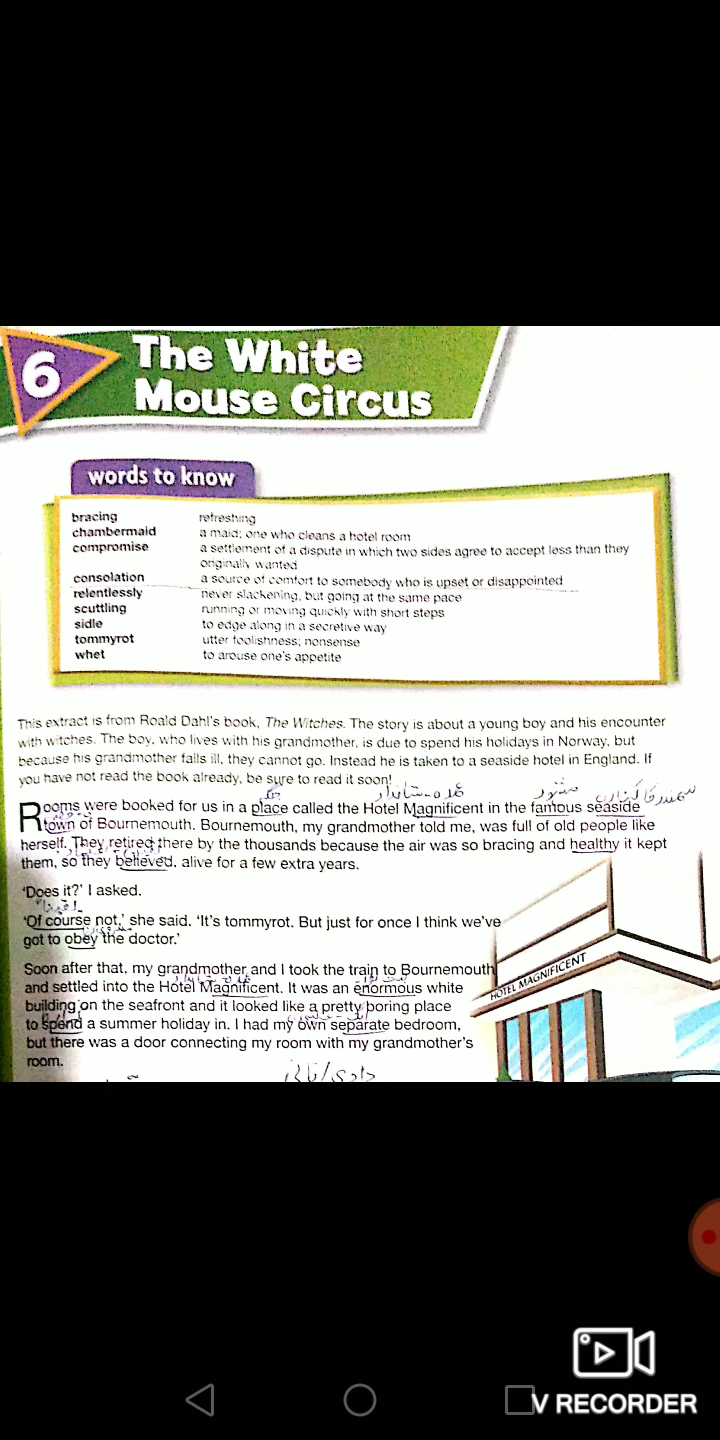 6
The White
Mouse Circus
words to know
bracing refreshing
chambermaid a maid; one who cleans a hotel room
compromise a settlement of a dispute in which two sides agree to accept less than they
originally wanted
consolation a source of comfort to somebody who is upset or disappointed
relentlessly never slackening, but going at the same pace
scuttling running or moving quickly with short steps
sidle to edge along in a secretive way
tommyrot utter foolishness; nonsense
whet to arouse one's appetite
This extract is from Roald Dahl's book, The Witches. The story is about a young boy and his encounter
with witches. The boy, who lives with his grandmother, is due to spend his holidays in Norway, but
because his grandmother falls ill, they cannot go. Instead he is taken to a seaside hotel in England. If
you have not read the book already, be sure to read it soon!
جگہ عمدہ - شاندار مشہور سمندر کا کنارہ
Rooms were booked for us in a place called the Hotel Magnificent in the famous seaside
town of Bournemouth. Bournemouth, my grandmother told me, was full of old people like
herself. They retired there by the thousands because the air was so bracing and healthy it kept
them, so they believed, alive for a few extra years.
'Does it?' I asked.
'Of course not,' she said. 'It's tommyrot. But just for once I think we've
got to obey the doctor.'
Soon after that, my grandmother and I took the train to Bournemouth
and settled into the Hotel Magnificent. It was an enormous white
building on the seafront and it looked like a pretty boring place
to spend a summer holiday in. I had my own separate bedroom,
but there was a door connecting my room with my grandmother's
room.
دادی/نانی
HOTEL MAGNIFICENT
V RECORDER